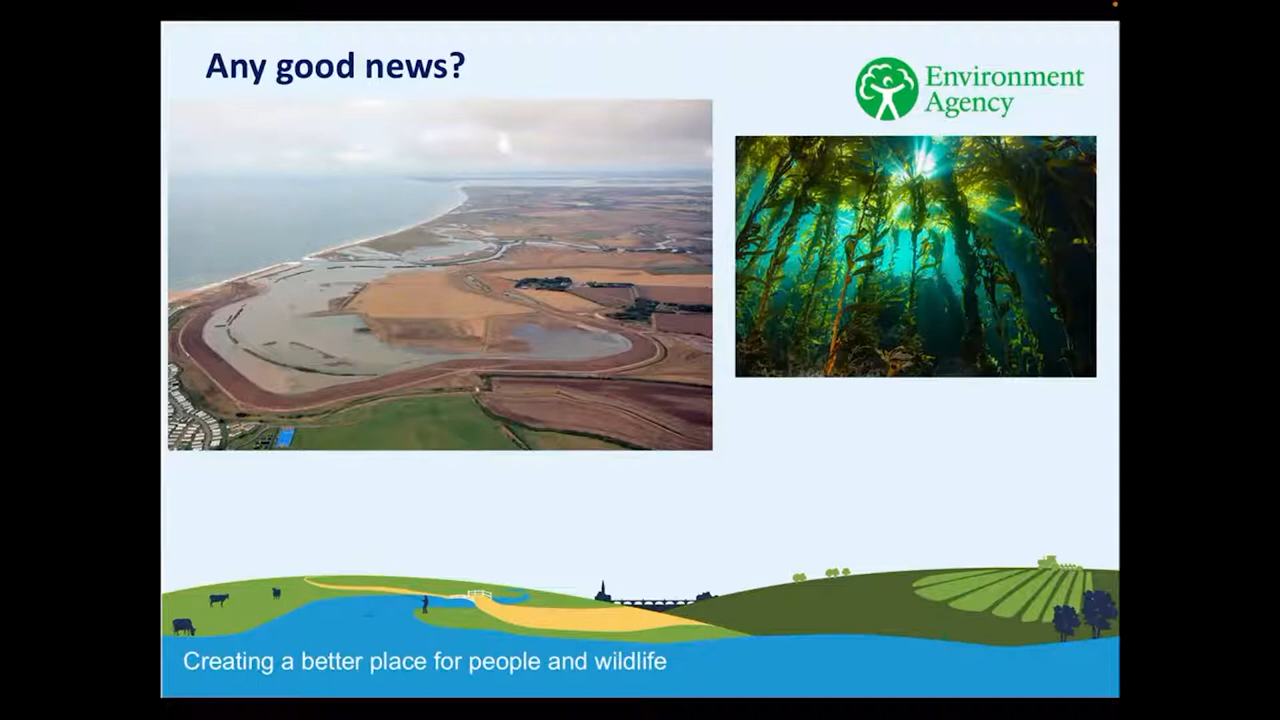 Any good news?
Environment
Agency
Creating a better place for people and wildlife